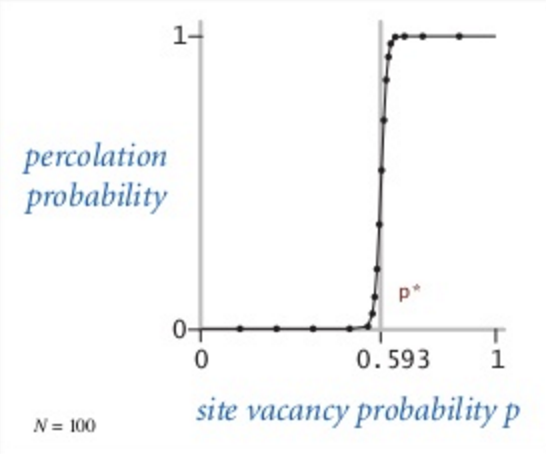 1
percolation
probability
p*
0
0 0.593 1
site vacancy probability p
N = 100